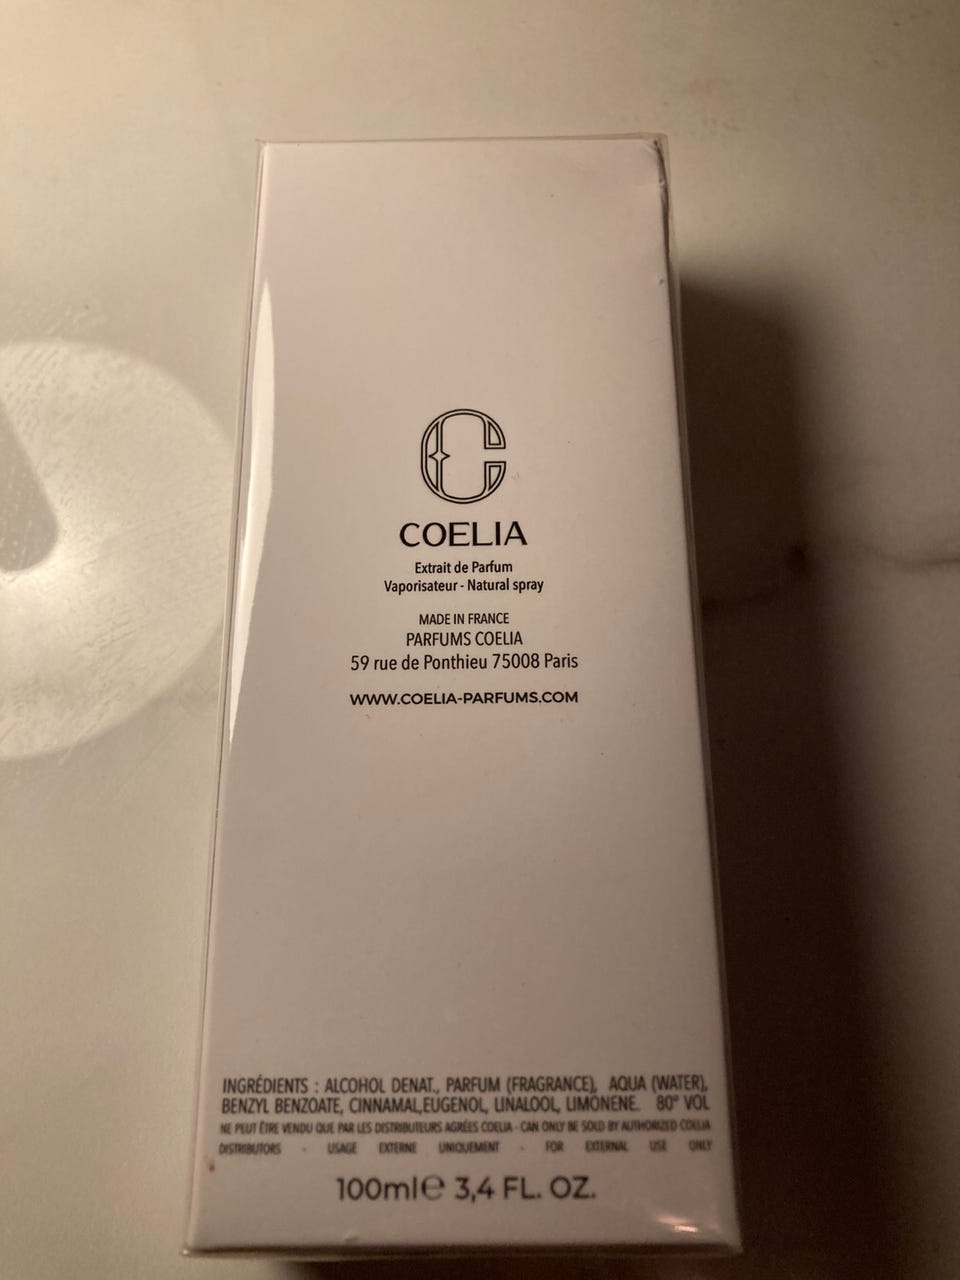 C
COELIA
Extrait de Parfum
Vaporisateur - Natural spray
MADE IN FRANCE
PARFUMS COELIA
59 rue de Ponthieu 75008 Paris
WWW.COELIA-PARFUMS.COM
INGRÉDIENTS : ALCOHOL DENAT., PARFUM (FRAGRANCE), AQUA (WATER),
BENZYL BENZOATE, CINNAMAL,EUGENOL, LINALOOL, LIMONENE. 80° VOL
NE PEUT ÊTRE VENDU QUE PAR LES DISTRIBUTEURS AGRÉES COELIA - CAN ONLY BE SOLD BY AUTHORIZED COELIA
DISTRIBUTORS - USAGE EXTERNE UNIQUEMENT - FOR EXTERNAL USE ONLY
100ml℮ 3,4 FL. OZ.